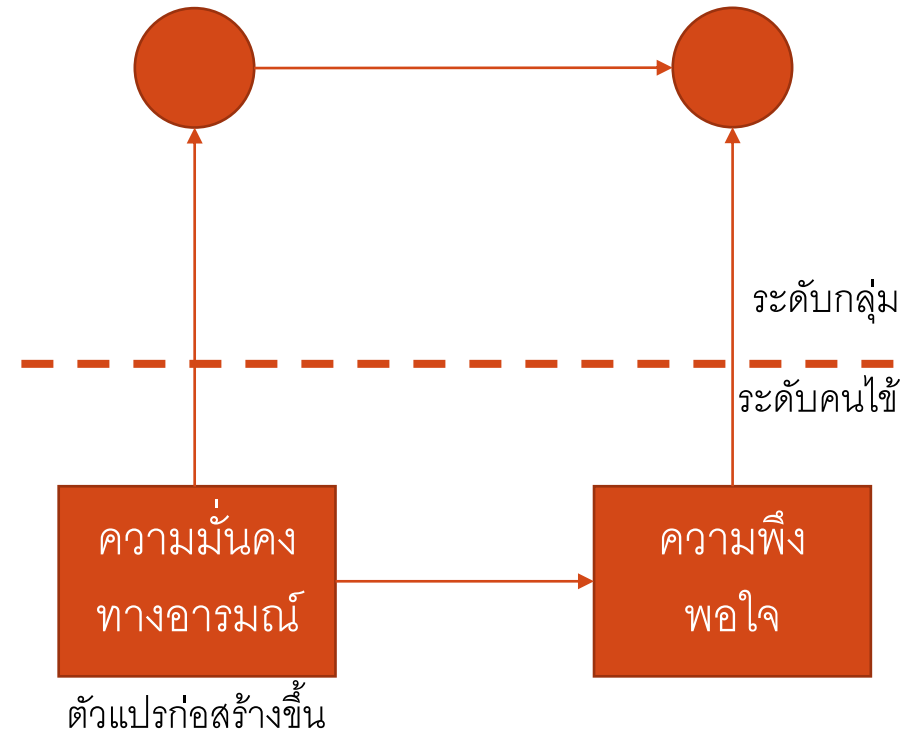 ระดับกลุ่ม
ระดับคนไข้
ความมั่นคง
ทางอารมณ์
ความพึง
พอใจ
ตัวแปรก่อสร้างขึ้น